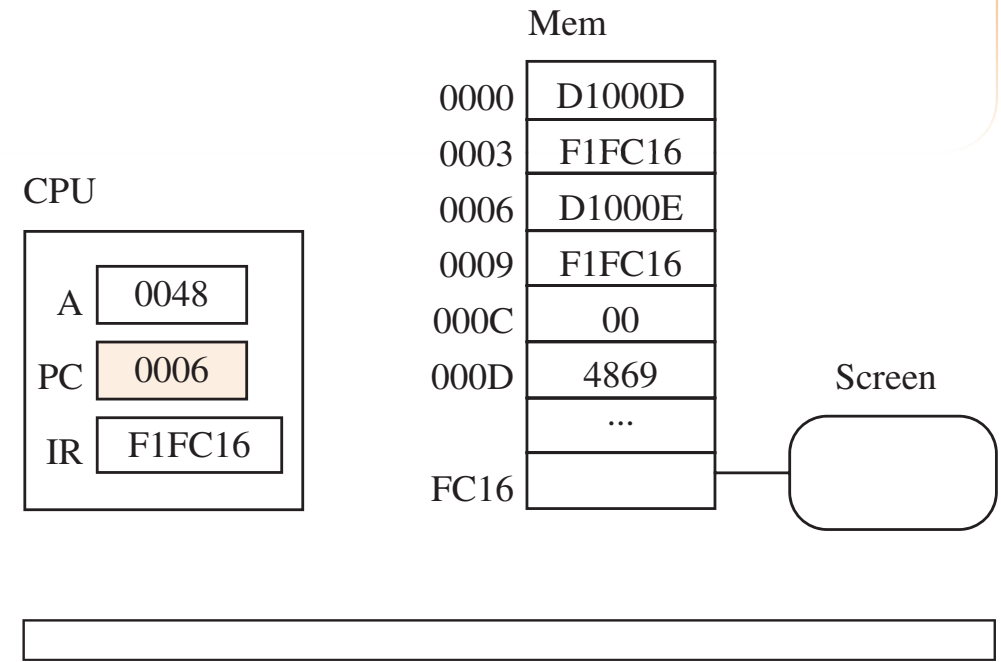 Mem
0000 D1000D
0003 F1FC16
0006 D1000E
0009 F1FC16
000C 00
000D 4869
...
FC16
CPU
A 0048
PC 0006
IR F1FC16
Screen